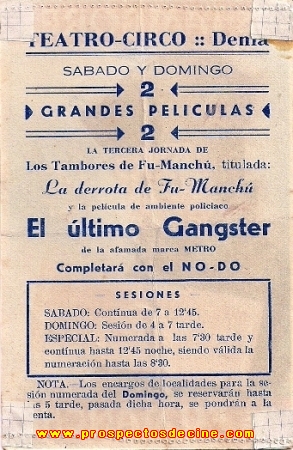 TEATRO-CIRCO :: Denia
SABADO Y DOMINGO
2
GRANDES PELICULAS
2
LA TERCERA JORNADA DE
Los Tambores de Fu-Manchú, titulada:
La derrota de Fu-Manchú
y la película de ambiente policiaco
El último Gangster
de la afamada marca METRO
Completará con el NO-DO
SESIONES
SABADO: Contínua de 7 a 12'45.
DOMINGO: Sesión de 4 a 7 tarde.
ESPECIAL: Numerada a las 7'30 tarde y
contínua hasta 12'45 noche, siendo válida la
numeración hasta las 8'30.
NOTA.—Los encargos de localidades para la se-
sión numerada del Domingo, se reservarán hasta
las 5 tarde, pasada dicha hora, se pondrán a la
venta.
www.prospectosdecine.com